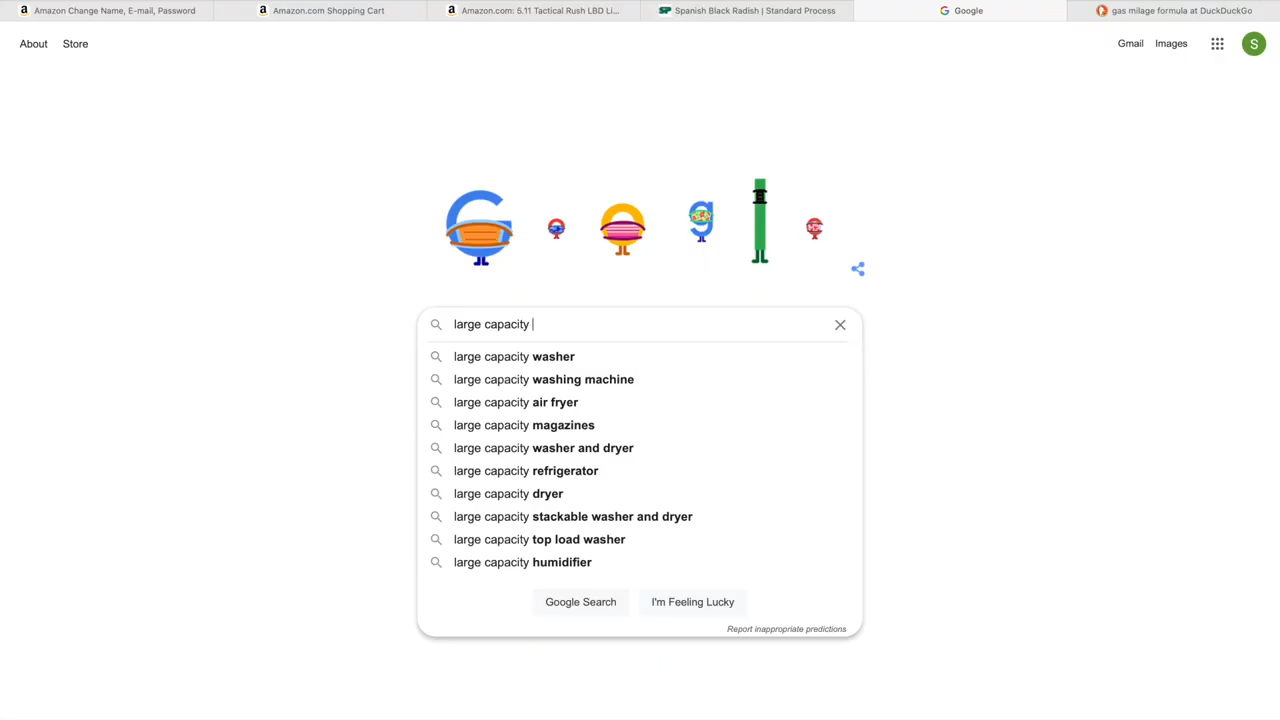 Amazon Change Name, E-mail, Password
Amazon.com Shopping Cart
Amazon.com: 5.11 Tactical Rush LBD Li...
Spanish Black Radish | Standard Process
Google
gas milage formula at DuckDuckGo
About
Store
Gmail
Images
S
large capacity
large capacity washer
large capacity washing machine
large capacity air fryer
large capacity magazines
large capacity washer and dryer
large capacity refrigerator
large capacity dryer
large capacity stackable washer and dryer
large capacity top load washer
large capacity humidifier
Google Search
I'm Feeling Lucky
Report inappropriate predictions